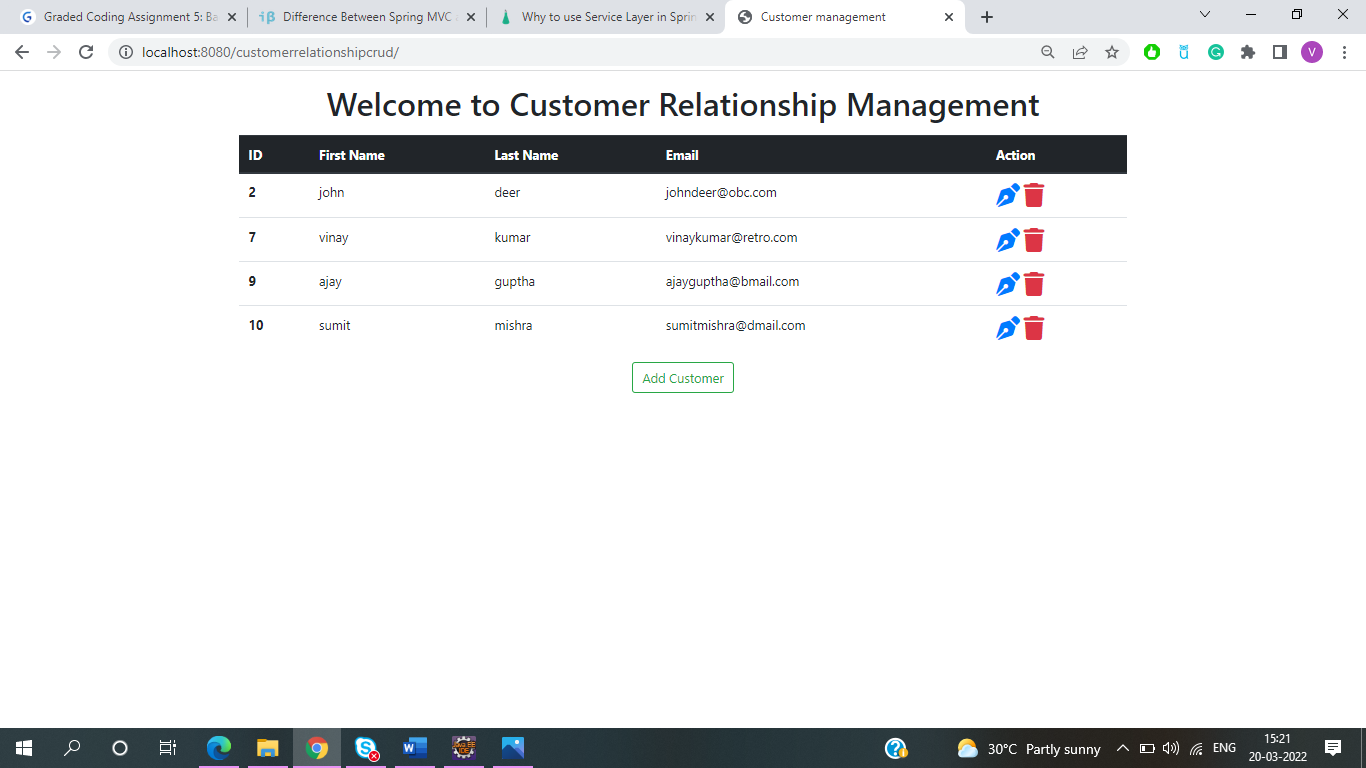 Graded Coding Assignment 5: Ba
Difference Between Spring MVC
Why to use Service Layer in Sprin
Customer management
localhost:8080/customerrelationshipcrud/
V
Welcome to Customer Relationship Management
ID First Name Last Name Email Action
2 john deer johndeer@obc.com
7 vinay kumar vinaykumar@retro.com
9 ajay guptha ajayguptha@bmail.com
10 sumit mishra sumitmishra@dmail.com
Add Customer
30°C Partly sunny
ENG
15:21
20-03-2022